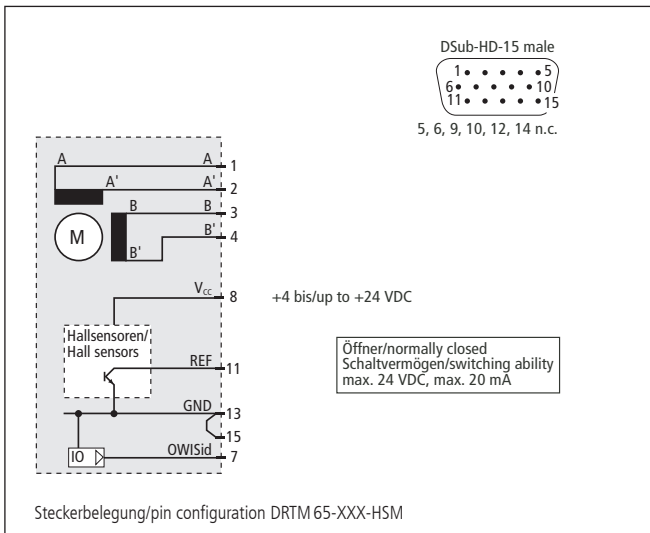 DSub-HD-15 male
1 5
6 10
11 15
5, 6, 9, 10, 12, 14 n.c.
A A 1
A' A' 2
B B 3
M B' B' 4
V_cc 8 +4 bis/up to +24 VDC
Hallsensoren/
Hall sensors
REF 11
Öffner/normally closed
Schaltvermögen/switching ability
max. 24 VDC, max. 20 mA
GND 13
15
IO OWISid 7
Steckerbelegung/pin configuration DRTM 65-XXX-HSM